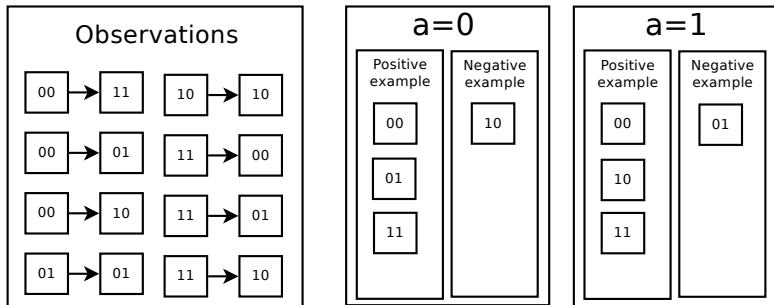 Observations
00 11 10 10
00 01 11 00
00 10 11 01
01 01 11 10
a=0
Positive example
Negative example
00
01
11
10
a=1
Positive example
Negative example
00
10
11
01